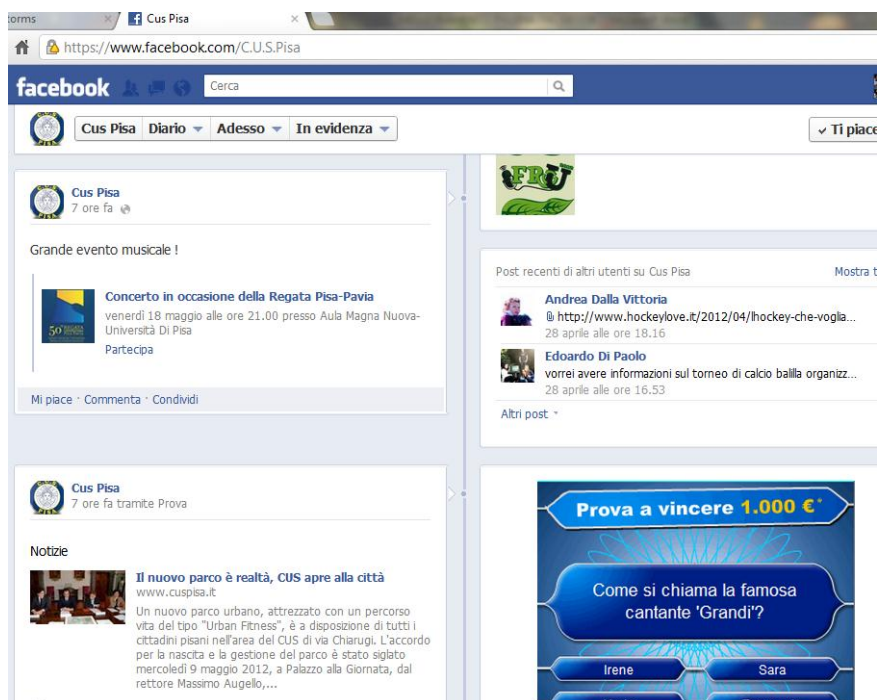 orms
Cus Pisa
https://www.facebook.com/C.U.S.Pisa
facebook
Cerca
Cus Pisa Diario Adesso In evidenza
Ti piace
Cus Pisa
7 ore fa
Grande evento musicale !
Concerto in occasione della Regata Pisa-Pavia
venerdì 18 maggio alle ore 21.00 presso Aula Magna Nuova-
Università Di Pisa
Partecipa
Mi piace · Commenta · Condividi
Cus Pisa
7 ore fa tramite Prova
Notizie
Il nuovo parco è realtà, CUS apre alla città
www.cuspisa.it
Un nuovo parco urbano, attrezzato con un percorso
vita del tipo "Urban Fitness", è a disposizione di tutti i
cittadini pisani nell'area del CUS di via Chiarugi. L'accordo
per la nascita e la gestione del parco è stato siglato
mercoledì 9 maggio 2012, a Palazzo alla Giornata, dal
rettore Massimo Augello,...
Post recenti di altri utenti su Cus Pisa
Mostra t
Andrea Dalla Vittoria
http://www.hockeylove.it/2012/04/lhockey-che-voglia...
28 aprile alle ore 18.16
Edoardo Di Paolo
vorrei avere informazioni sul torneo di calcio balilla organizz...
28 aprile alle ore 16.53
Altri post
Prova a vincere 1.000 €*
Come si chiama la famosa
cantante 'Grandi'?
Irene
Sara